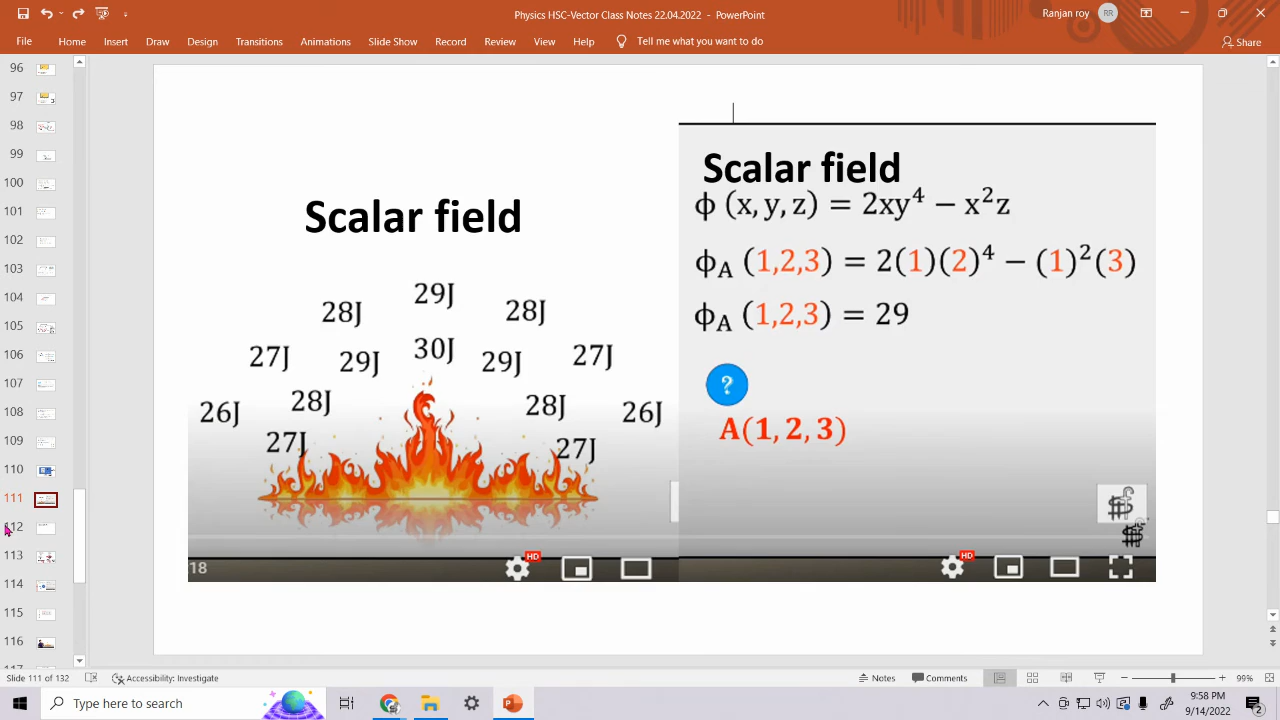 Physics HSC-Vector Class Notes 22.04.2022 - PowerPoint
Ranjan roy
RR
File Home Insert Draw Design Transitions Animations Slide Show Record Review View Help Tell me what you want to do
Share
96
97
98
99
100
101
102
103
104
105
106
107
108
109
110
111
112
113
114
115
116
Scalar field
29J
28J
28J
30J
27J
29J
29J
27J
26J
28J
28J
26J
27J
27J
18
HD
Scalar field
ϕ (x, y, z) = 2xy⁴ − x²z
ϕA (1,2,3) = 2(1)(2)⁴ − (1)²(3)
ϕA (1,2,3) = 29
?
A(1, 2, 3)
HD
Slide 111 of 132
Accessibility: Investigate
Notes
Comments
99%
Type here to search
9:58 PM
9/14/2022
2